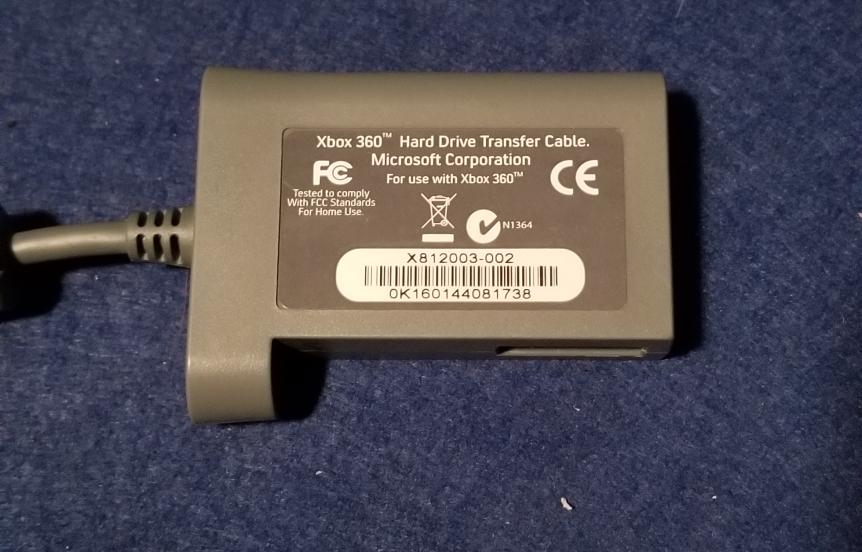 Xbox 360™ Hard Drive Transfer Cable.
Microsoft Corporation
For use with Xbox 360™
FC
CE
Tested to comply
With FCC Standards
For Home Use.
N1364
X812003-002
0K160144081738